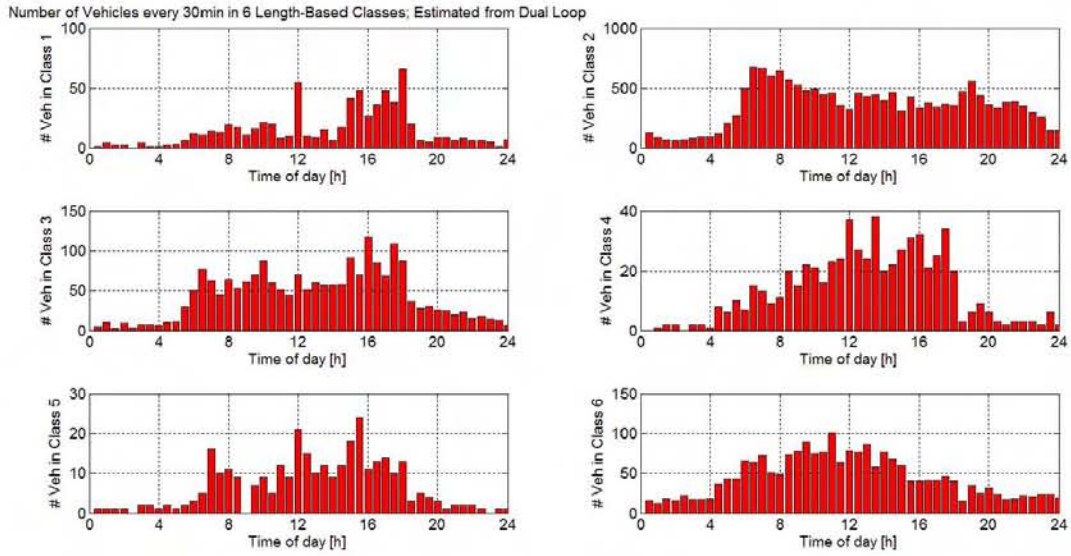 Number of Vehicles every 30min in 6 Length-Based Classes; Estimated from Dual Loop
# Veh in Class 1
100
50
0
0 4 8 12 16 20 24
Time of day [h]
# Veh in Class 2
1000
500
0
0 4 8 12 16 20 24
Time of day [h]
# Veh in Class 3
150
100
50
0
0 4 8 12 16 20 24
Time of day [h]
# Veh in Class 4
40
20
0
0 4 8 12 16 20 24
Time of day [h]
# Veh in Class 5
30
20
10
0
0 4 8 12 16 20 24
Time of day [h]
# Veh in Class 6
150
100
50
0
0 4 8 12 16 20 24
Time of day [h]